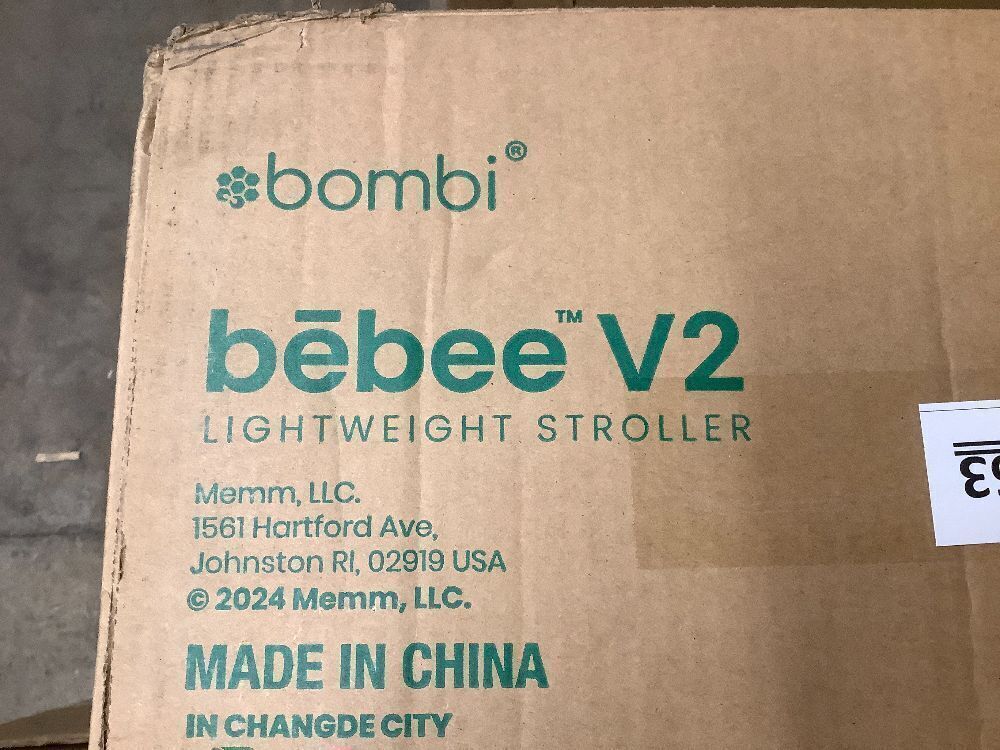 bombi®
bēbee™ V2
LIGHTWEIGHT STROLLER
Memm, LLC.
1561 Hartford Ave,
Johnston RI, 02919 USA
© 2024 Memm, LLC.
MADE IN CHINA
IN CHANGDE CITY